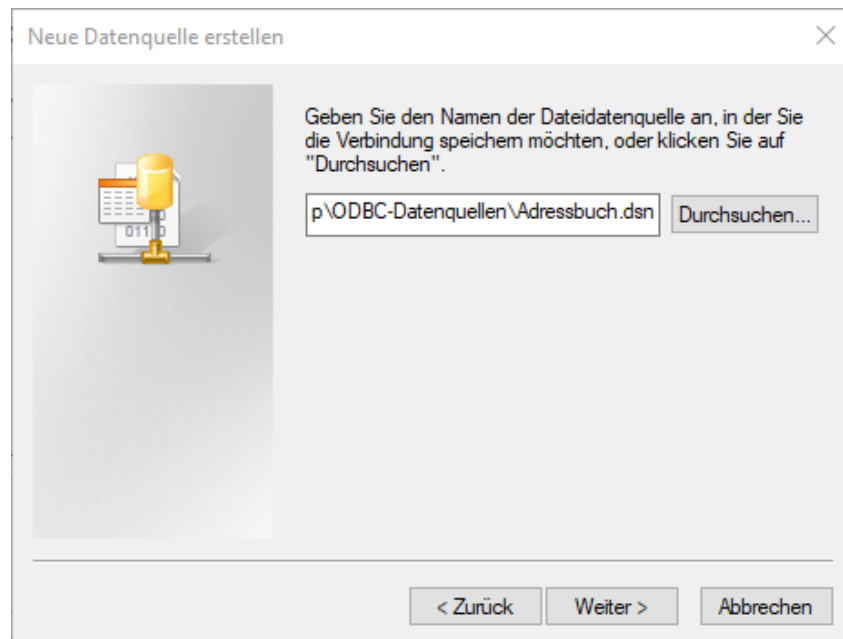 Neue Datenquelle erstellen
Geben Sie den Namen der Dateidatenquelle an, in der Sie
die Verbindung speichern möchten, oder klicken Sie auf
"Durchsuchen".
p\ODBC-Datenquellen\Adressbuch.dsn
Durchsuchen...
< Zurück
Weiter >
Abbrechen